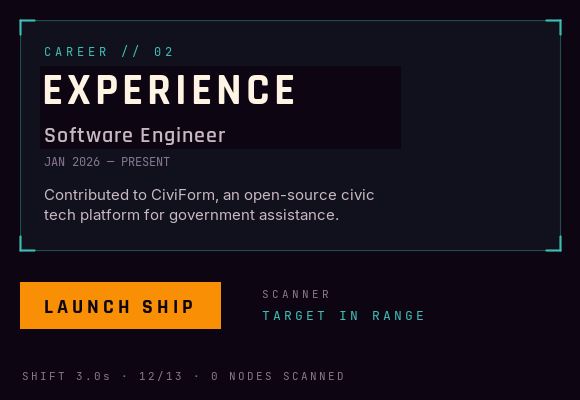 CAREER // 02
EXPERIENCE
Software Engineer
JAN 2026 — PRESENT
Contributed to CiviForm, an open-source civic
tech platform for government assistance.
LAUNCH SHIP
SCANNER
TARGET IN RANGE
SHIFT 3.0s · 12/13 · 0 NODES SCANNED